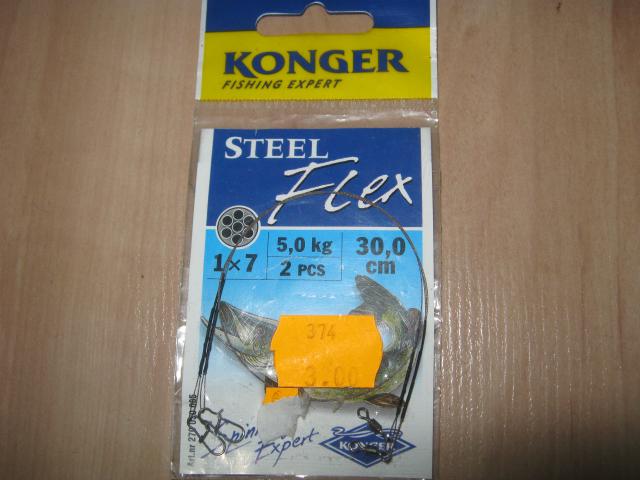 KONGER
FISHING EXPERT
STEEL
Flex
1×7
5,0 kg
2 PCS
30,0
cm
374
3.00
Expert
KONGER